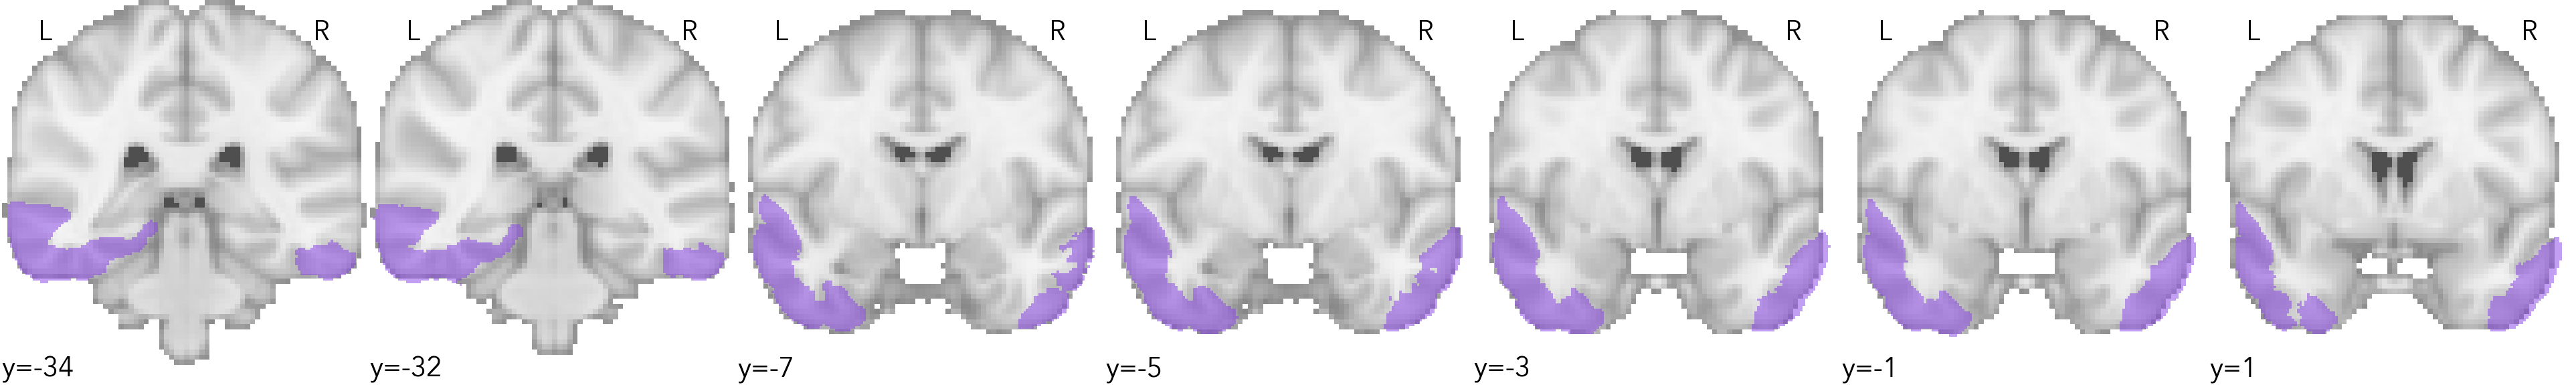 L R L R L R L R L R L R L R
y=-34 y=-32 y=-7 y=-5 y=-3 y=-1 y=1